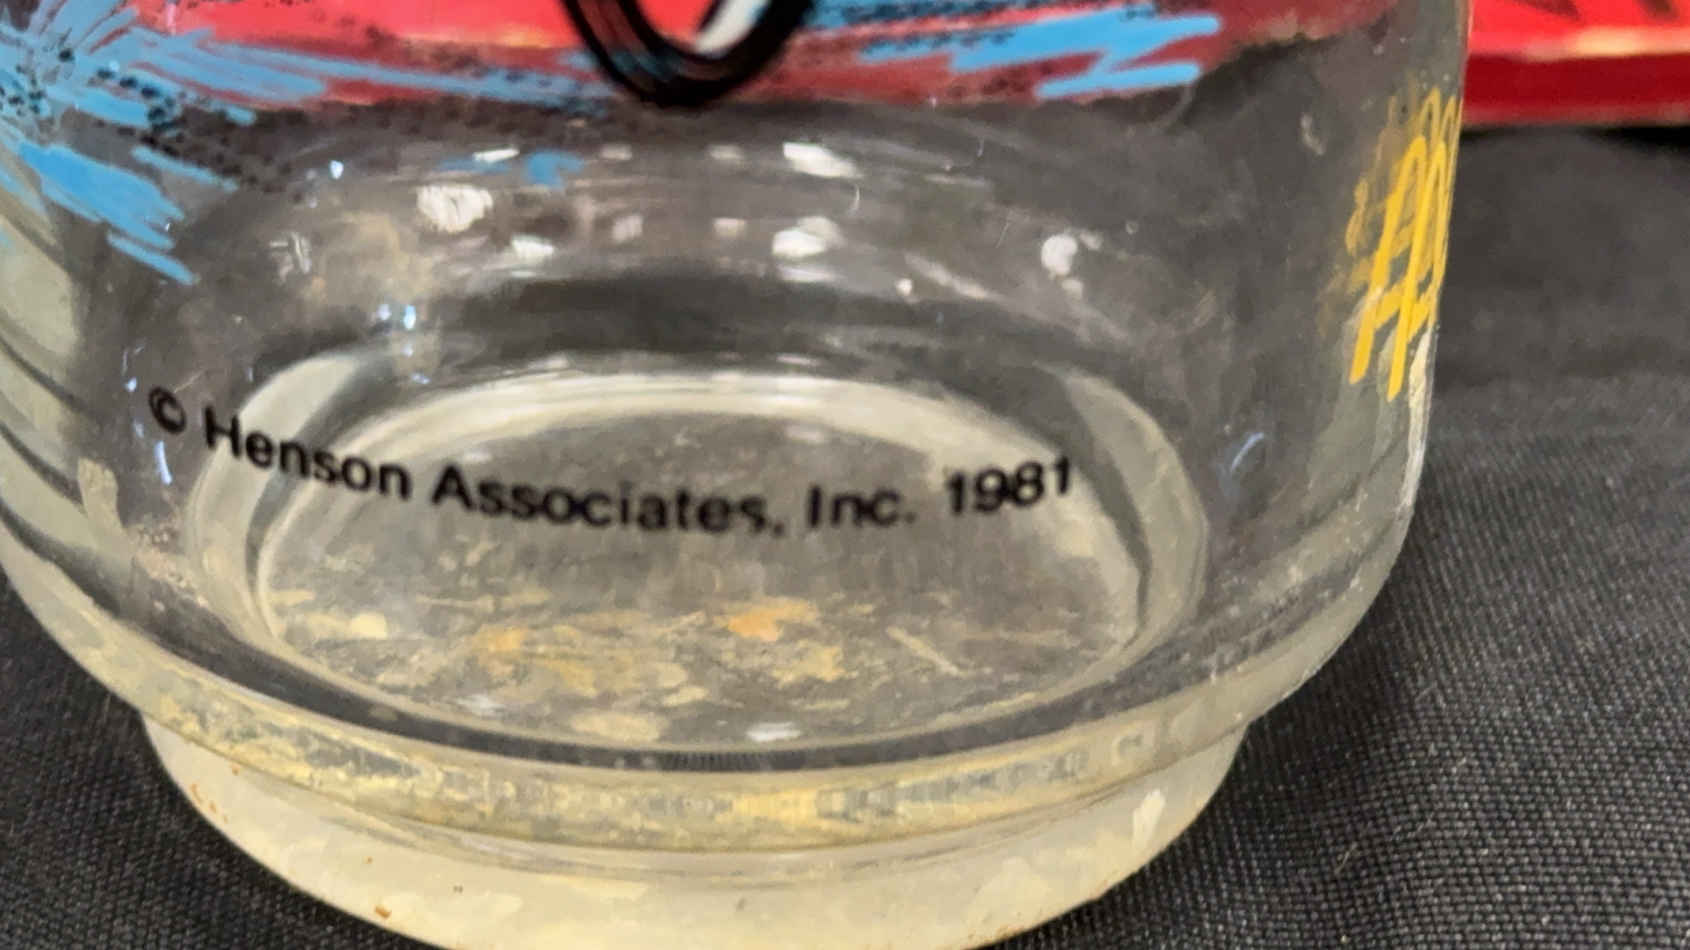 © Henson Associates, Inc. 1981